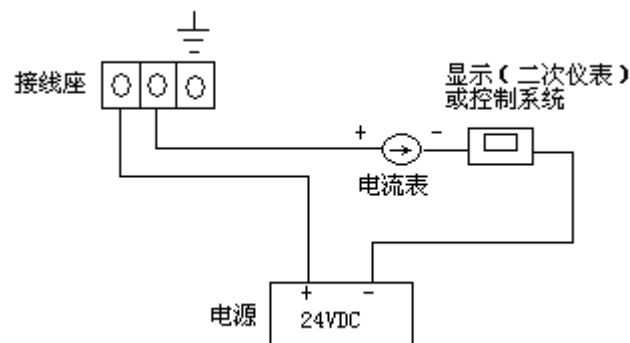 接线座
显示(二次仪表)
或控制系统
+ -
电流表
+ -
电源
24VDC